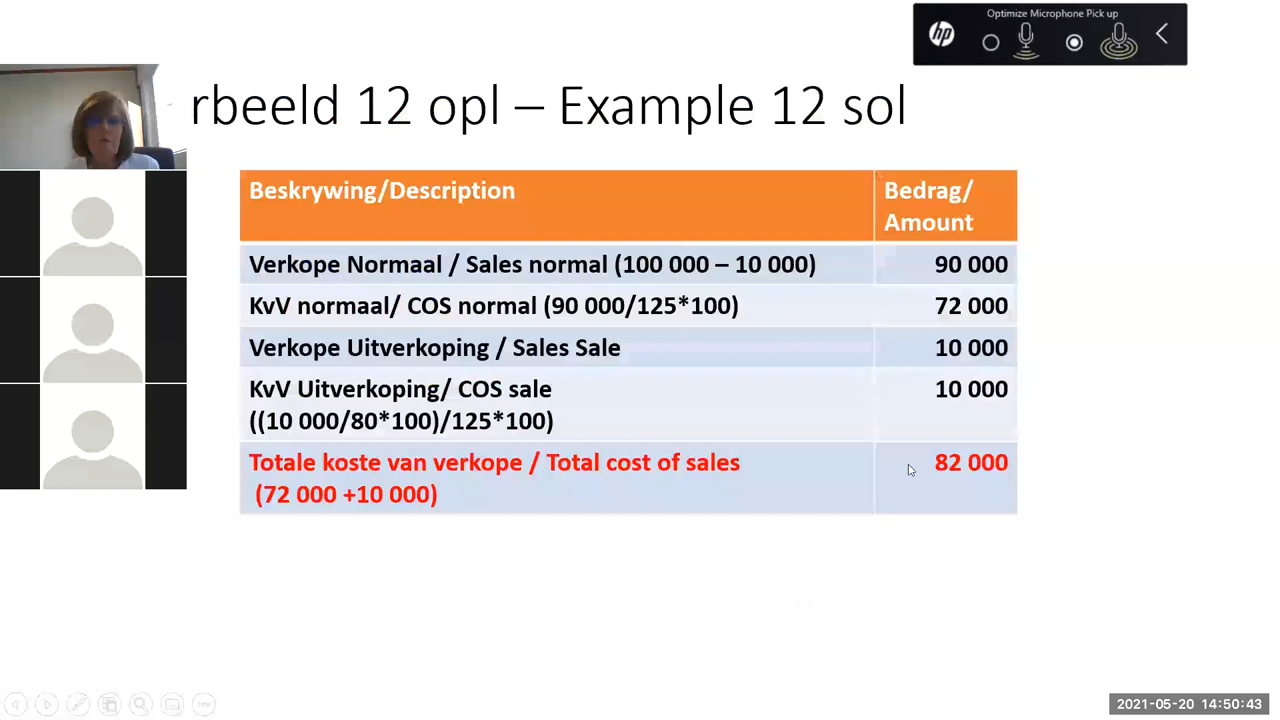 Optimize Microphone Pick up
hp
rbeeld 12 opl – Example 12 sol
Beskrywing/Description
Bedrag/
Amount
Verkope Normaal / Sales normal (100 000 – 10 000)
90 000
KvV normaal/ COS normal (90 000/125*100)
72 000
Verkope Uitverkoping / Sales Sale
10 000
KvV Uitverkoping/ COS sale
((10 000/80*100)/125*100)
10 000
Totale koste van verkope / Total cost of sales
(72 000 +10 000)
82 000
2021-05-20 14:50:43